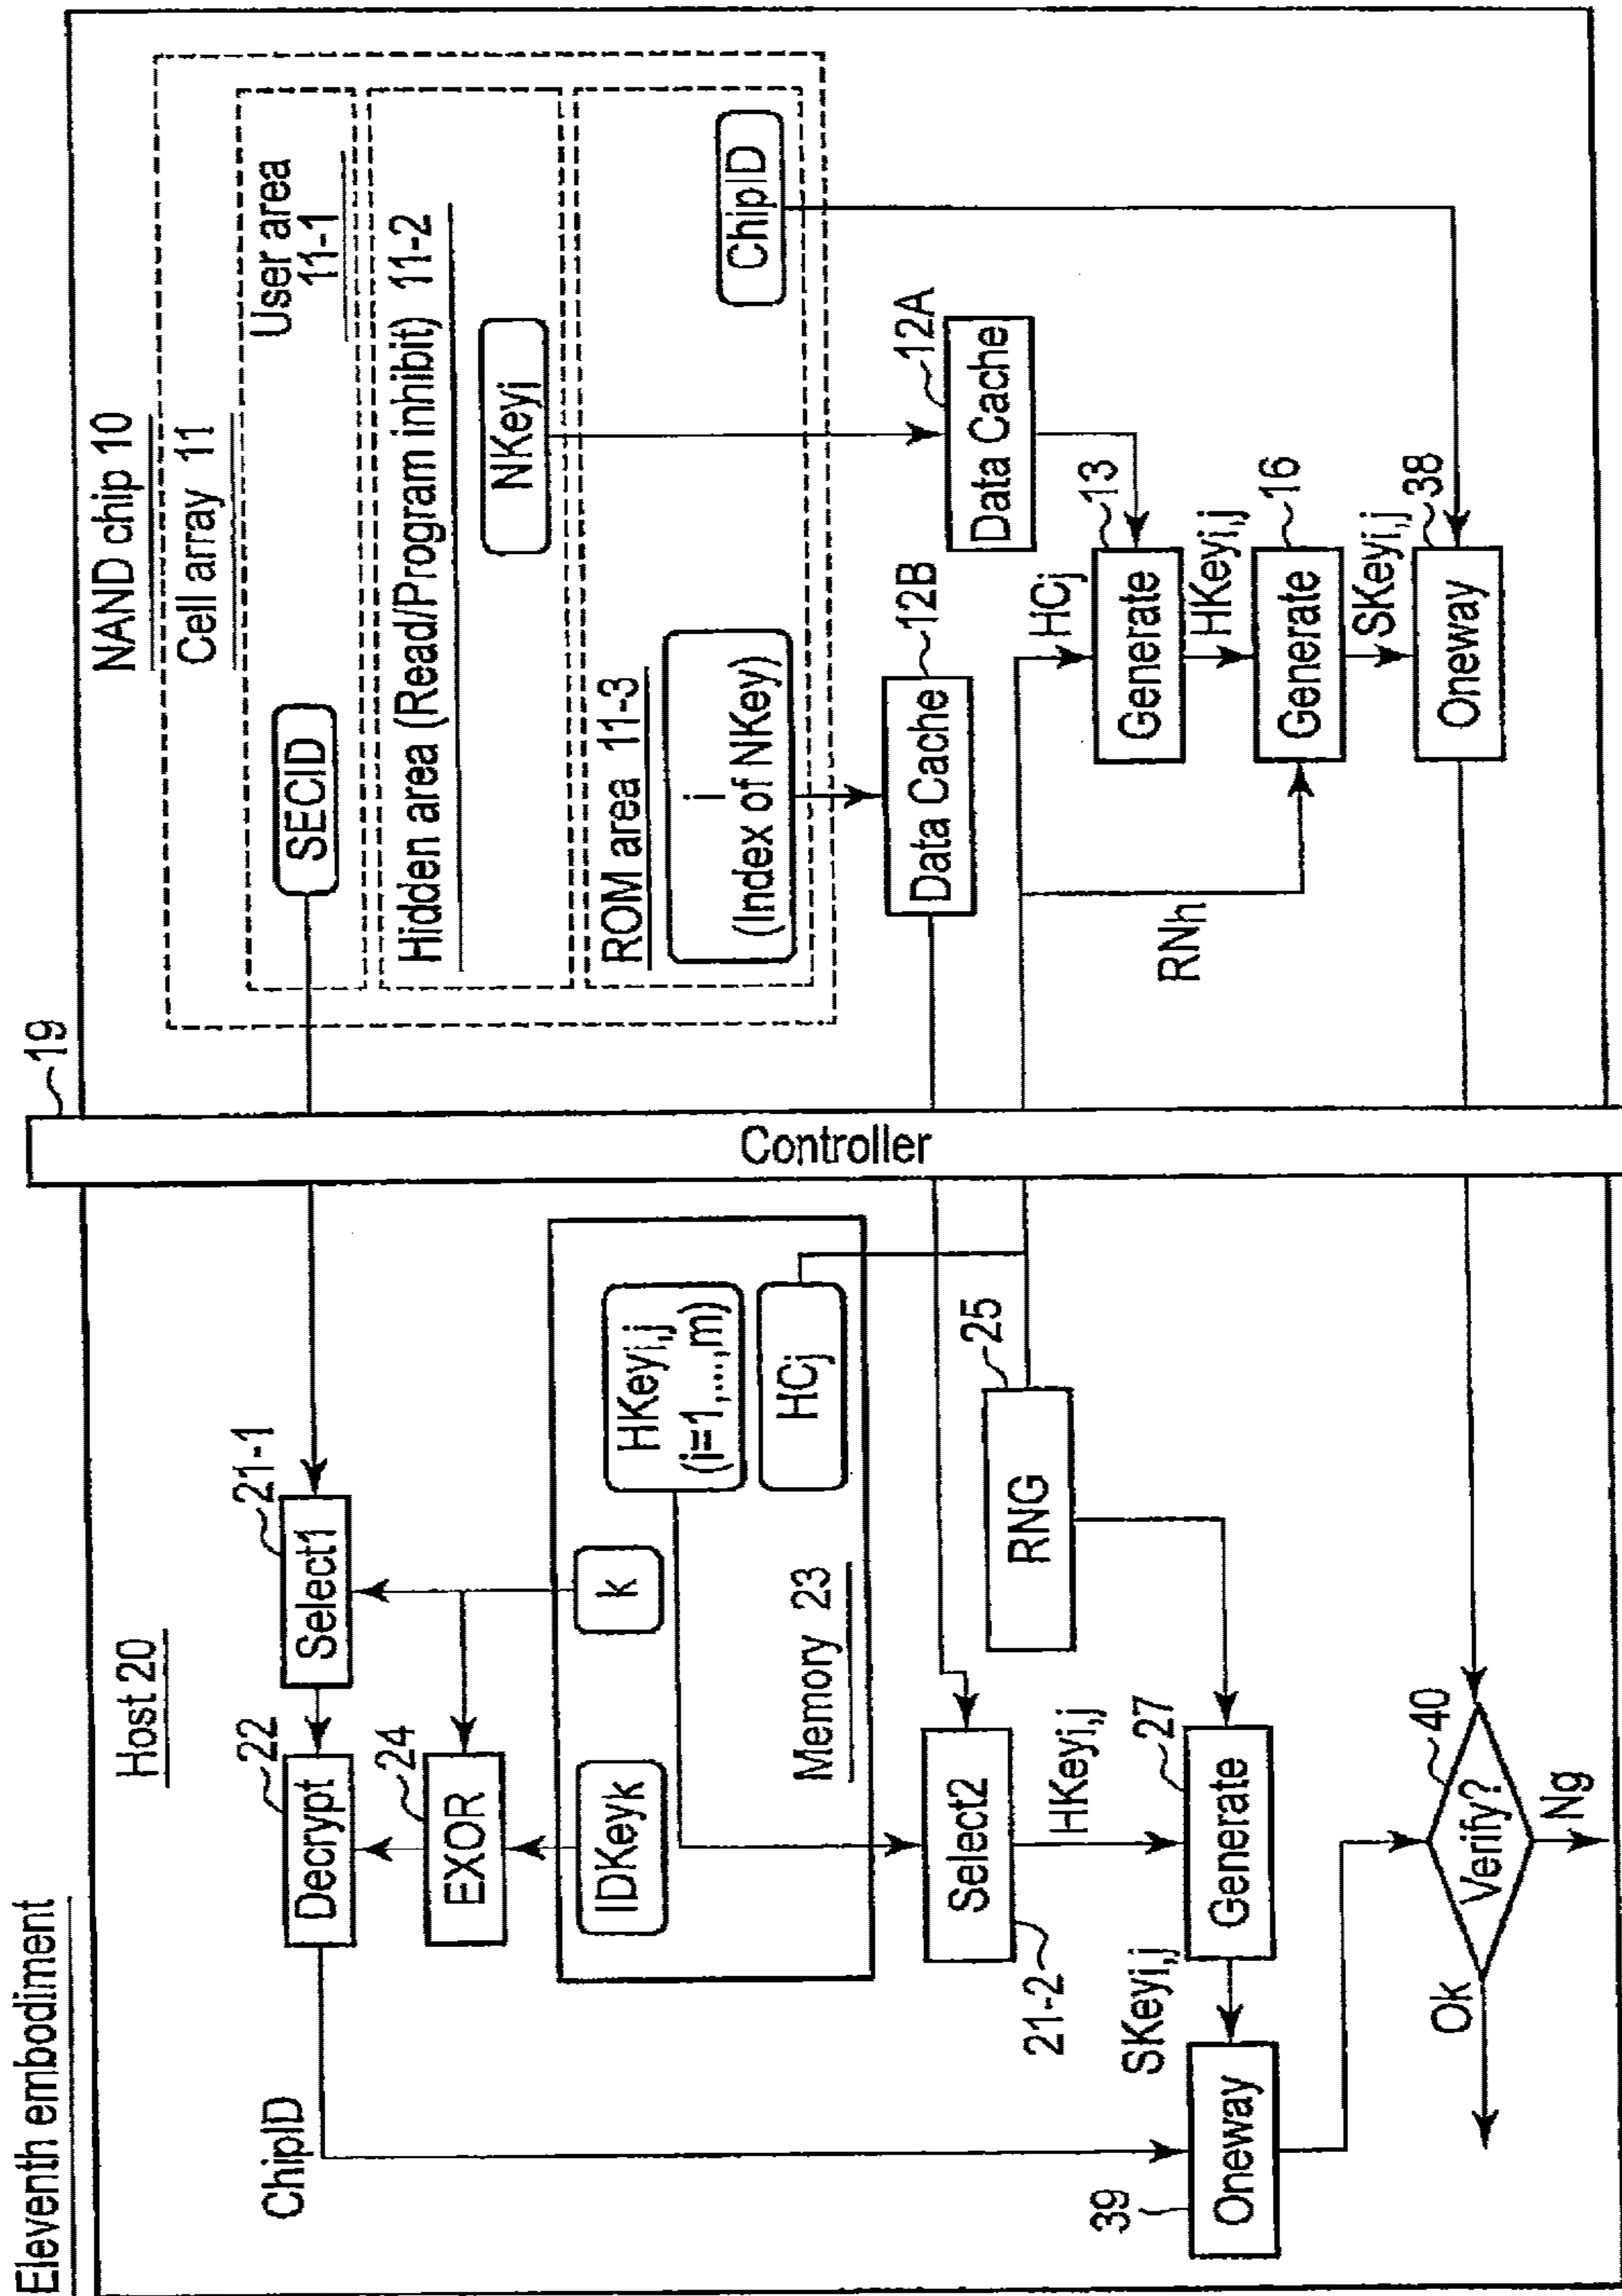 Eleventh embodiment
Host 20
19
NAND chip 10
Cell array 11
User area
11-1
SECID
Hidden area (Read/Program inhibit) 11-2
NKeyi
ROM area 11-3
i
(Index of NKey)
ChipID
12B
Data Cache
12A
Data Cache
HCj
13
Generate
HKeyi,j
16
Generate
RNh
SKeyi,j
38
Oneway
Controller
21-1
Select1
22
Decrypt
ChipID
24
EXOR
IDKeyk
k
HKeyi,j
(i=1,....,m)
HCj
Memory 23
25
RNG
Select2
21-2
HKeyi,j
27
Generate
SKeyi,j
39
Oneway
40
Verify?
Ok
Ng